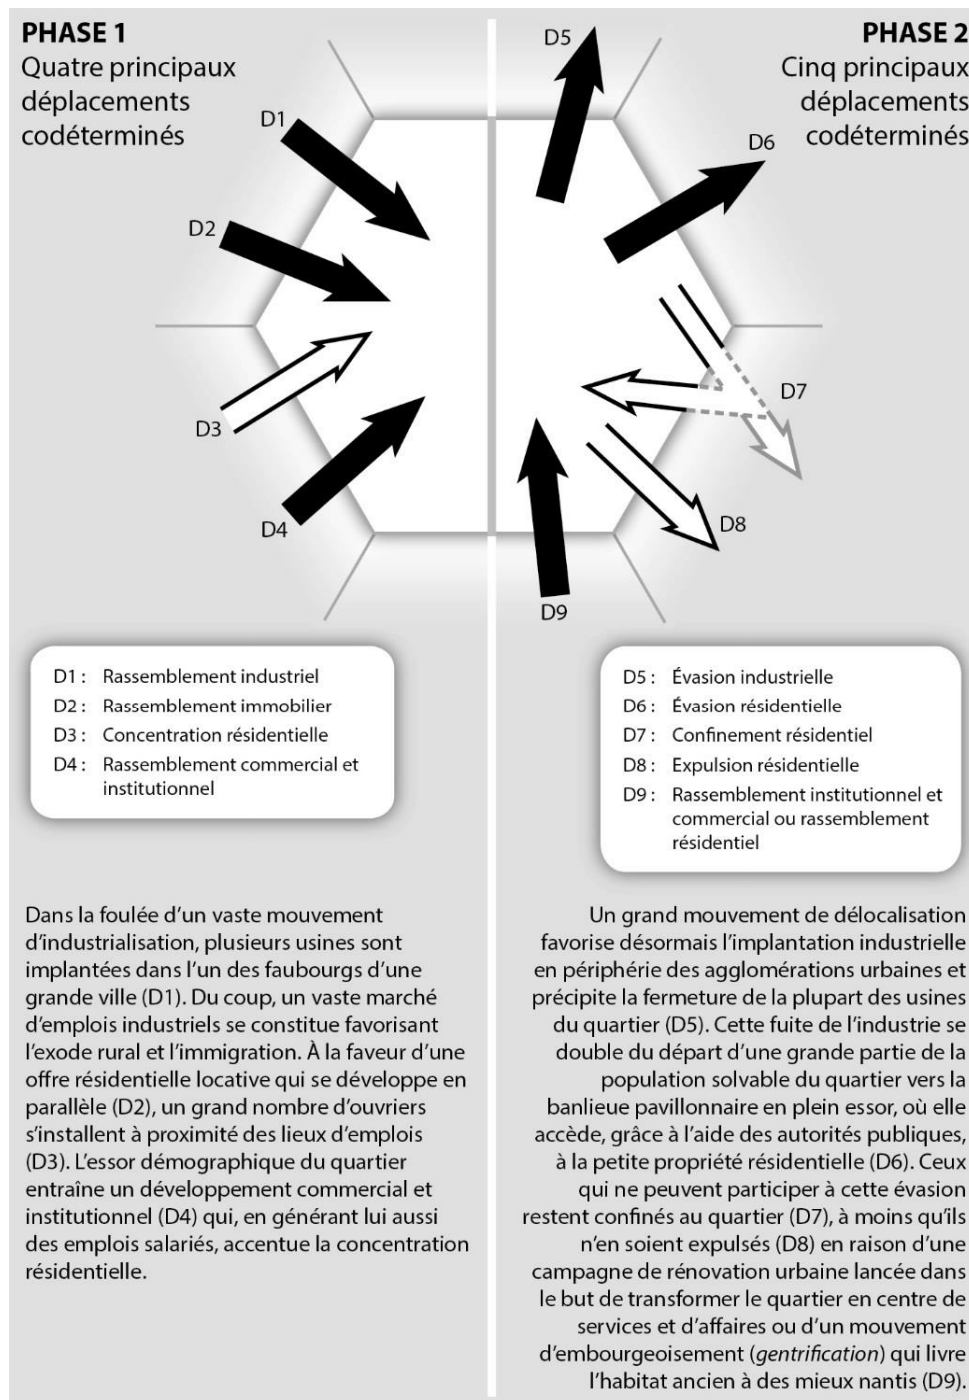 PHASE 1
Quatre principaux
déplacements
codéterminés
D1
D2
D3
D4
PHASE 2
Cinq principaux
déplacements
codéterminés
D5
D6
D7
D8
D9
D1 : Rassemblement industriel
D2 : Rassemblement immobilier
D3 : Concentration résidentielle
D4 : Rassemblement commercial et
institutionnel
D5 : Évasion industrielle
D6 : Évasion résidentielle
D7 : Confinement résidentiel
D8 : Expulsion résidentielle
D9 : Rassemblement institutionnel et
commercial ou rassemblement
résidentiel
Dans la foulée d’un vaste mouvement
d’industrialisation, plusieurs usines sont
implantées dans l’un des faubourgs d’une
grande ville (D1). Du coup, un vaste marché
d’emplois industriels se constitue favorisant
l’exode rural et l’immigration. À la faveur d’une
offre résidentielle locative qui se développe en
parallèle (D2), un grand nombre d’ouvriers
s’installent à proximité des lieux d’emplois
(D3). L’essor démographique du quartier
entraîne un développement commercial et
institutionnel (D4) qui, en générant lui aussi
des emplois salariés, accentue la concentration
résidentielle.
Un grand mouvement de délocalisation
favorise désormais l’implantation industrielle
en périphérie des agglomérations urbaines et
précipite la fermeture de la plupart des usines
du quartier (D5). Cette fuite de l’industrie se
double du départ d’une grande partie de la
population solvable du quartier vers la
banlieue pavillonnaire en plein essor, où elle
accède, grâce à l’aide des autorités publiques,
à la petite propriété résidentielle (D6). Ceux
qui ne peuvent participer à cette évasion
restent confinés au quartier (D7), à moins qu’ils
n’en soient expulsés (D8) en raison d’une
campagne de rénovation urbaine lancée dans
le but de transformer le quartier en centre de
services et d’affaires ou d’un mouvement
d’embourgeoisement (gentrification) qui livre
l’habitat ancien à des mieux nantis (D9).